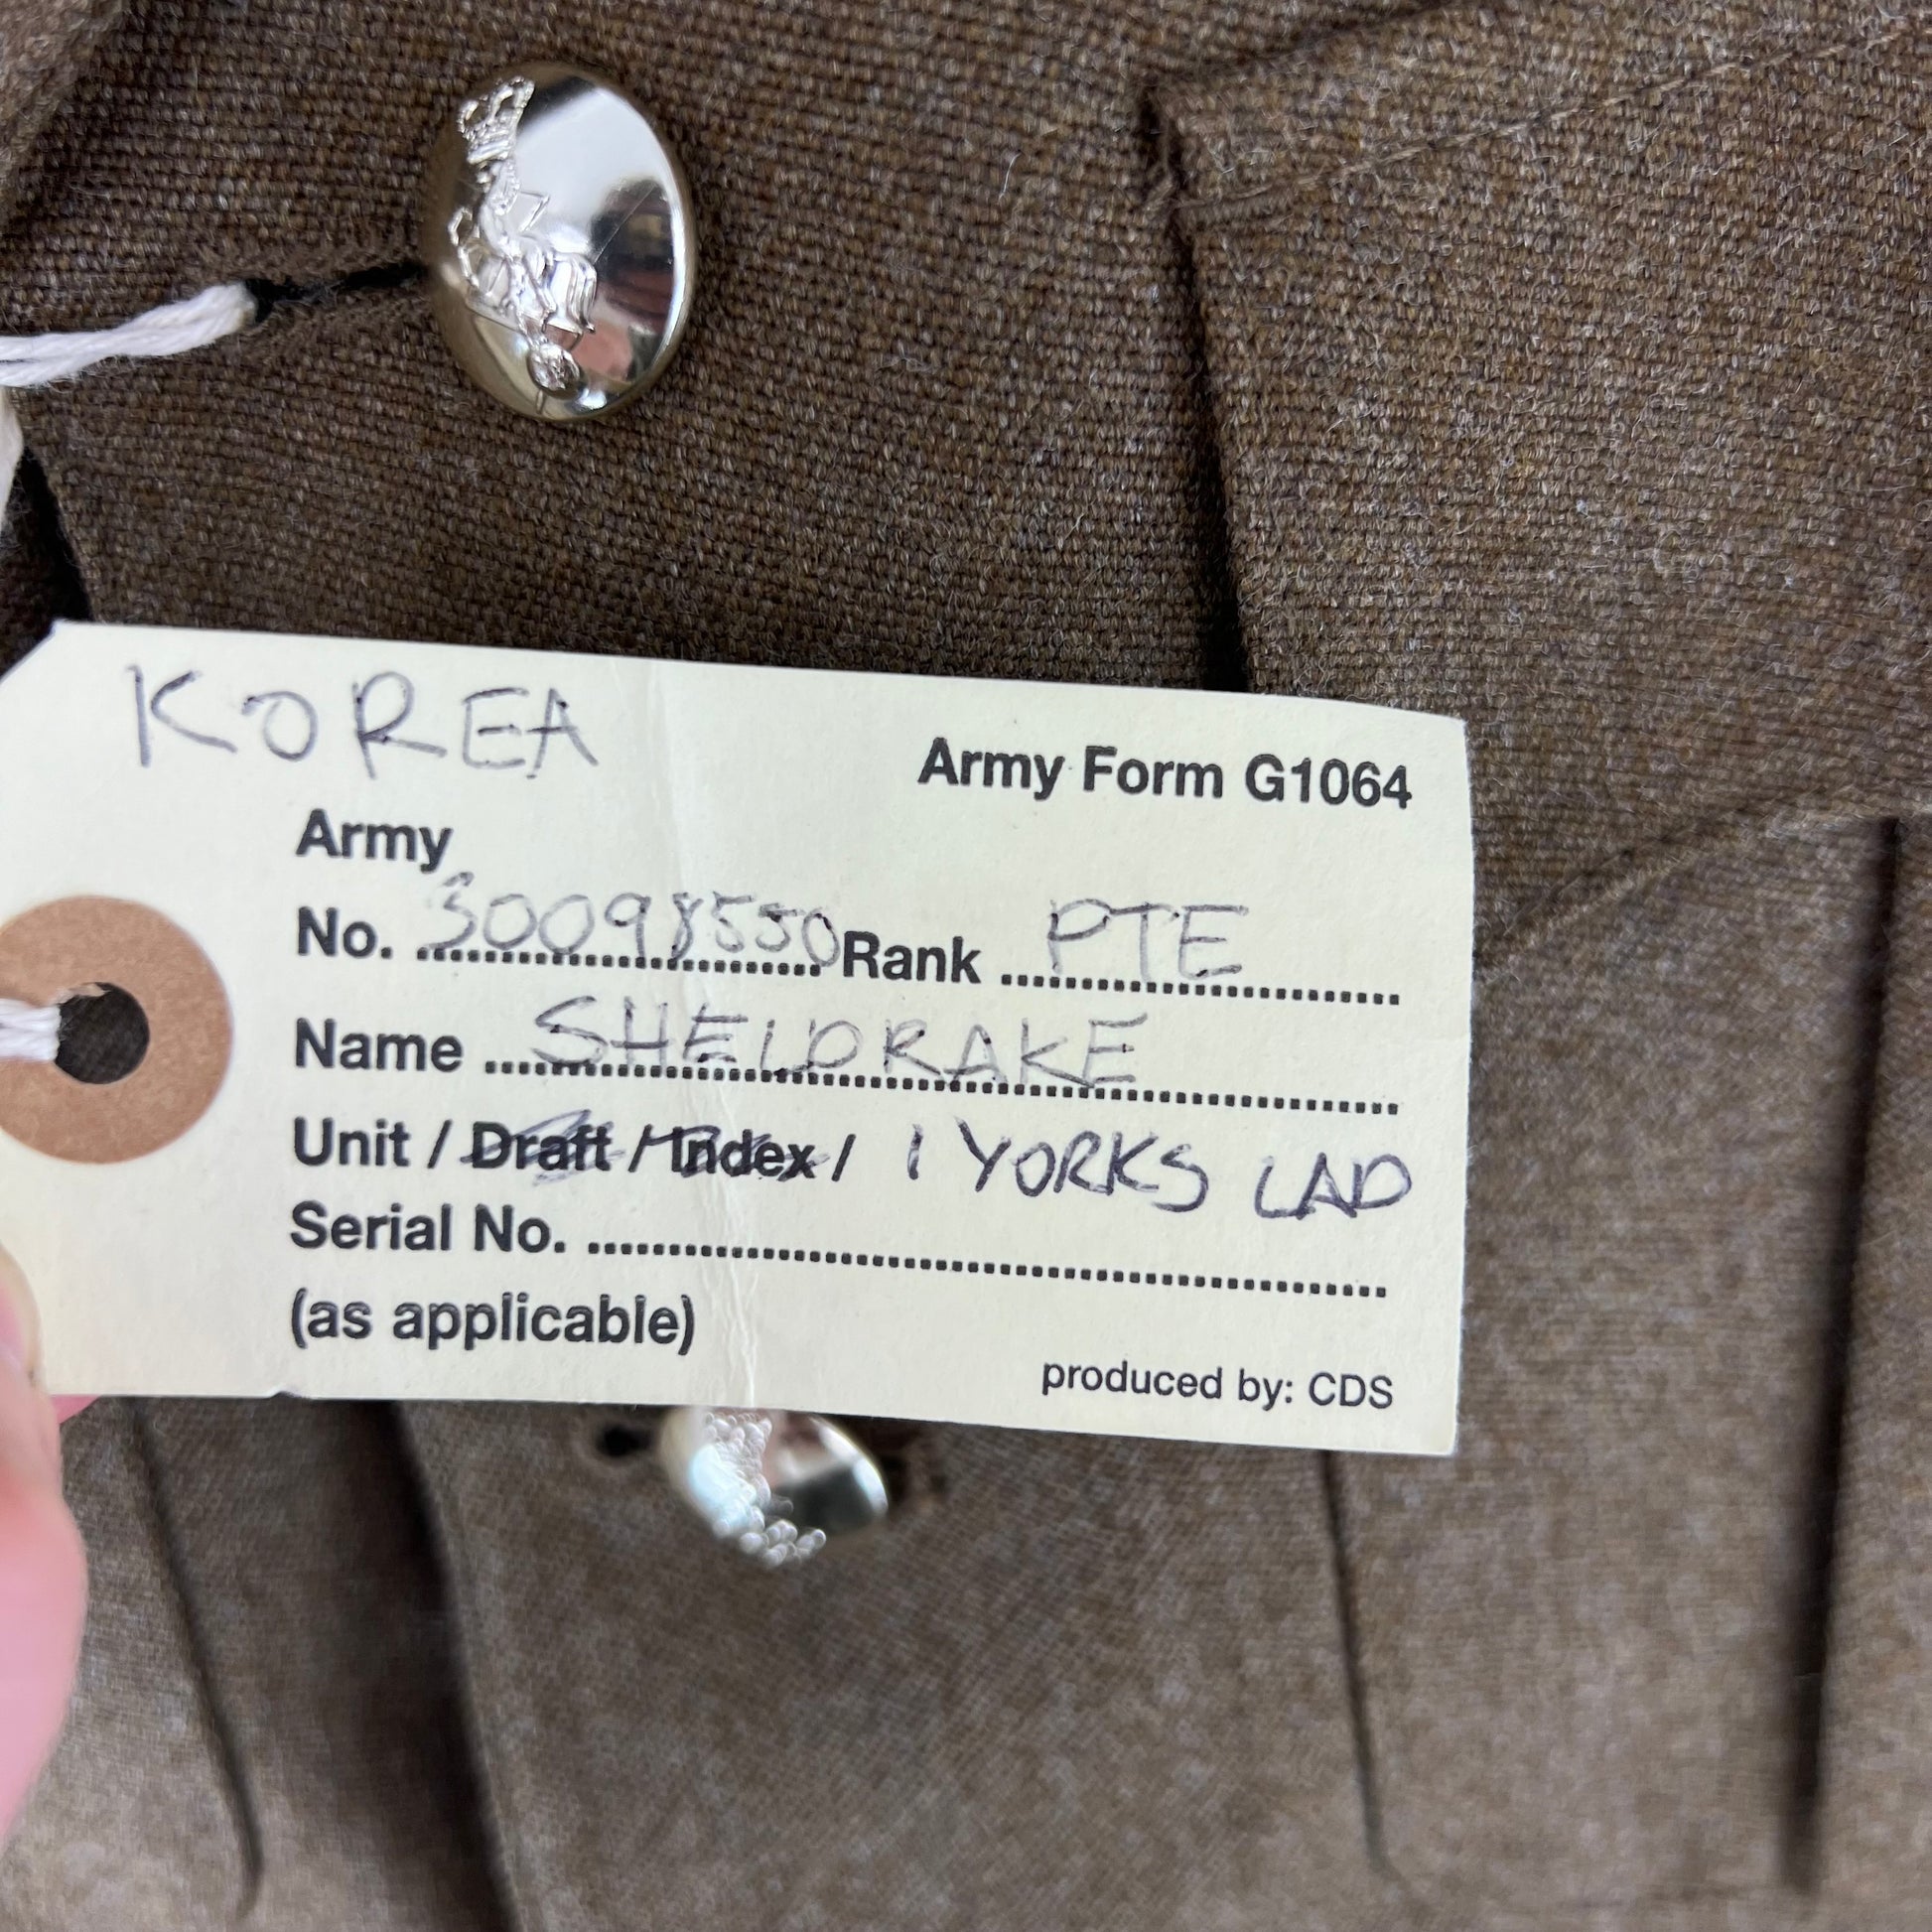 KOREA
Army Form G1064
Army
No. 30098550 Rank PTE
Name SHELDRAKE
Unit / Draft / Index / 1 YORKS LAD
Serial No.
(as applicable)
produced by: CDS